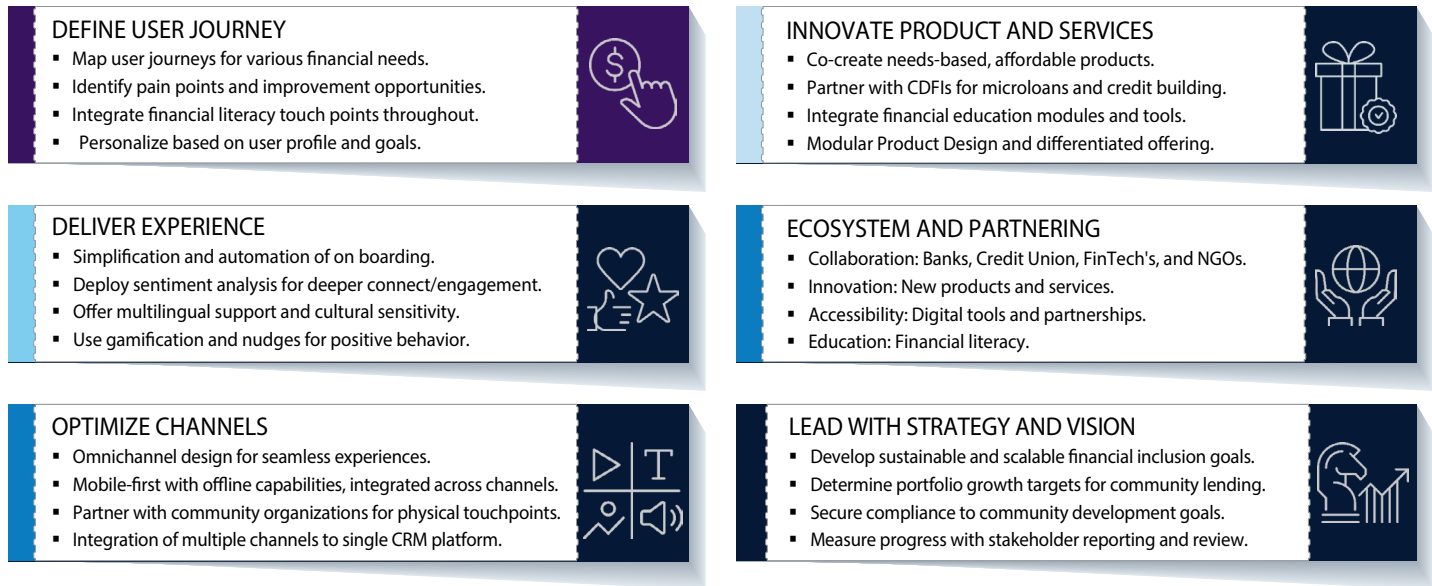 DEFINE USER JOURNEY
▪ Map user journeys for various financial needs.
▪ Identify pain points and improvement opportunities.
▪ Integrate financial literacy touch points throughout.
▪ Personalize based on user profile and goals.
INNOVATE PRODUCT AND SERVICES
▪ Co-create needs-based, affordable products.
▪ Partner with CDFIs for microloans and credit building.
▪ Integrate financial education modules and tools.
▪ Modular Product Design and differentiated offering.
DELIVER EXPERIENCE
▪ Simplification and automation of on boarding.
▪ Deploy sentiment analysis for deeper connect/engagement.
▪ Offer multilingual support and cultural sensitivity.
▪ Use gamification and nudges for positive behavior.
ECOSYSTEM AND PARTNERING
▪ Collaboration: Banks, Credit Union, FinTech's, and NGOs.
▪ Innovation: New products and services.
▪ Accessibility: Digital tools and partnerships.
▪ Education: Financial literacy.
OPTIMIZE CHANNELS
▪ Omnichannel design for seamless experiences.
▪ Mobile-first with offline capabilities, integrated across channels.
▪ Partner with community organizations for physical touchpoints.
▪ Integration of multiple channels to single CRM platform.
T
LEAD WITH STRATEGY AND VISION
▪ Develop sustainable and scalable financial inclusion goals.
▪ Determine portfolio growth targets for community lending.
▪ Secure compliance to community development goals.
▪ Measure progress with stakeholder reporting and review.